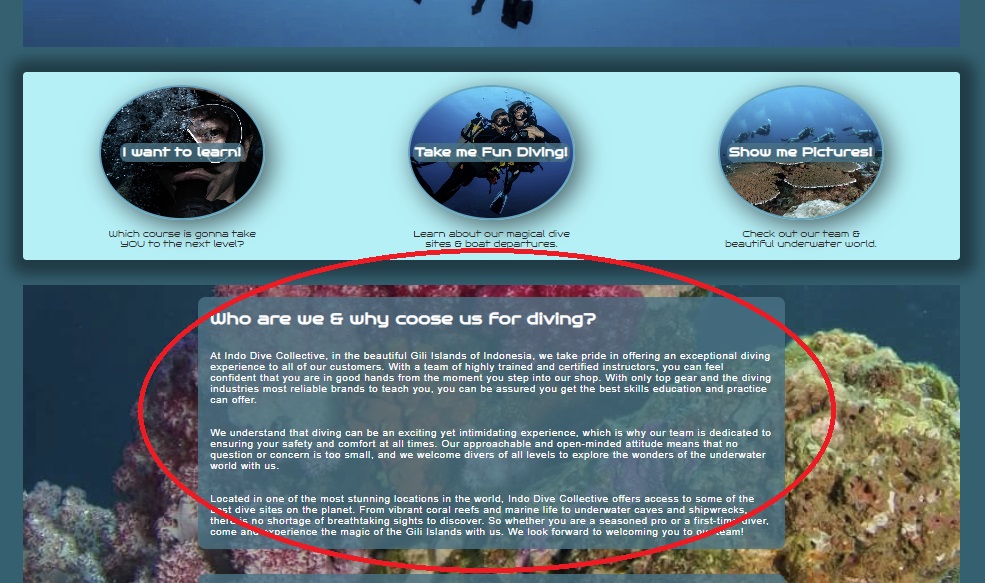 I want to learn!
Take me Fun Diving!
Show me Pictures!
Which course is gonna take
YOU to the next level?
Learn about our magical dive
sites & boat departures.
Check out our team &
beautiful underwater world.
Who are we & why coose us for diving?
At Indo Dive Collective, in the beautiful Gili Islands of Indonesia, we take pride in offering an exceptional diving
experience to all of our customers. With a team of highly trained and certified instructors, you can feel
confident that you are in good hands from the moment you step into our shop. With only top gear and the diving
industries most reliable brands to teach you, you can be assured you get the best skills education and practice
can offer.
We understand that diving can be an exciting yet intimidating experience, which is why our team is dedicated to
ensuring your safety and comfort at all times. Our approachable and open-minded attitude means that no
question or concern is too small, and we welcome divers of all levels to explore the wonders of the underwater
world with us.
Located in one of the most stunning locations in the world, Indo Dive Collective offers access to some of the
best dive sites on the planet. From vibrant coral reefs and marine life to underwater caves and shipwrecks,
there is no shortage of breathtaking sights to discover. So whether you are a seasoned pro or a first-time diver,
come and experience the magic of the Gili Islands with us. We look forward to welcoming you to our team!